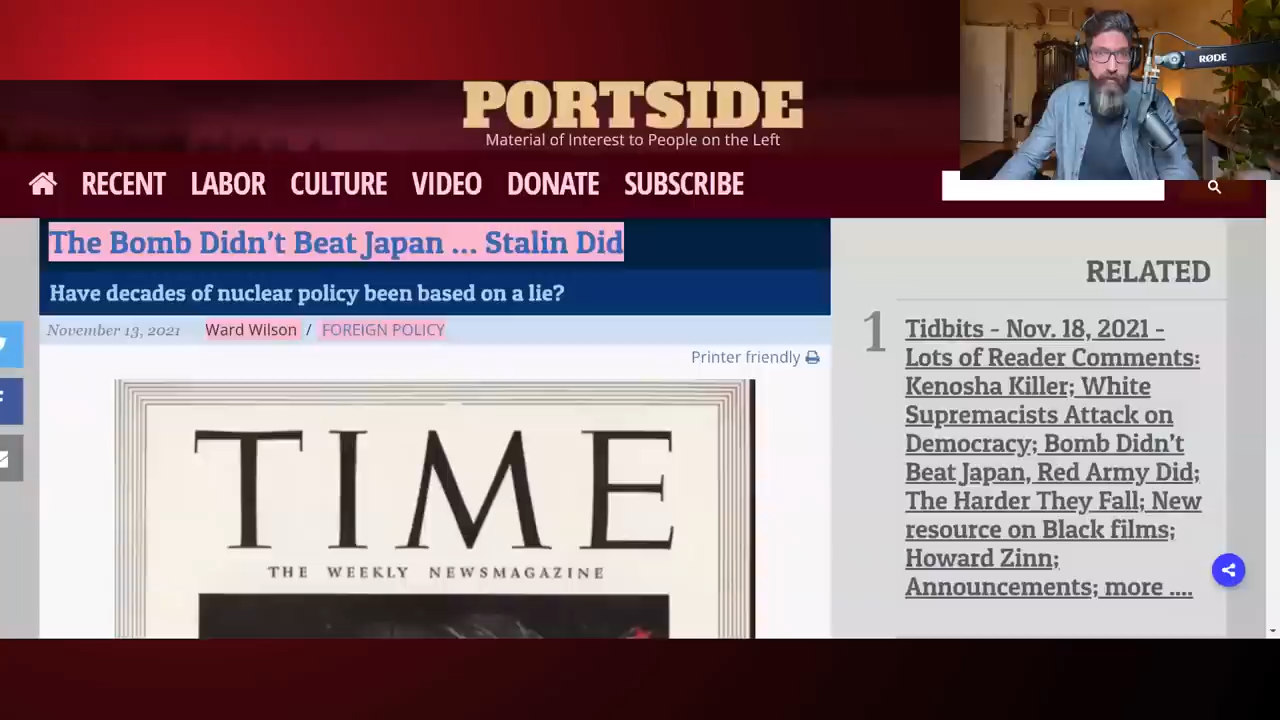 PORTSIDE
Material of Interest to People on the Left
RECENT LABOR CULTURE VIDEO DONATE SUBSCRIBE
RØDE
The Bomb Didn’t Beat Japan … Stalin Did
Have decades of nuclear policy been based on a lie?
November 13, 2021 Ward Wilson / FOREIGN POLICY
Printer friendly
TIME
THE WEEKLY NEWSMAGAZINE
RELATED
1
Tidbits - Nov. 18, 2021 -
Lots of Reader Comments:
Kenosha Killer; White
Supremacists Attack on
Democracy; Bomb Didn’t
Beat Japan, Red Army Did;
The Harder They Fall; New
resource on Black films;
Howard Zinn;
Announcements; more ....